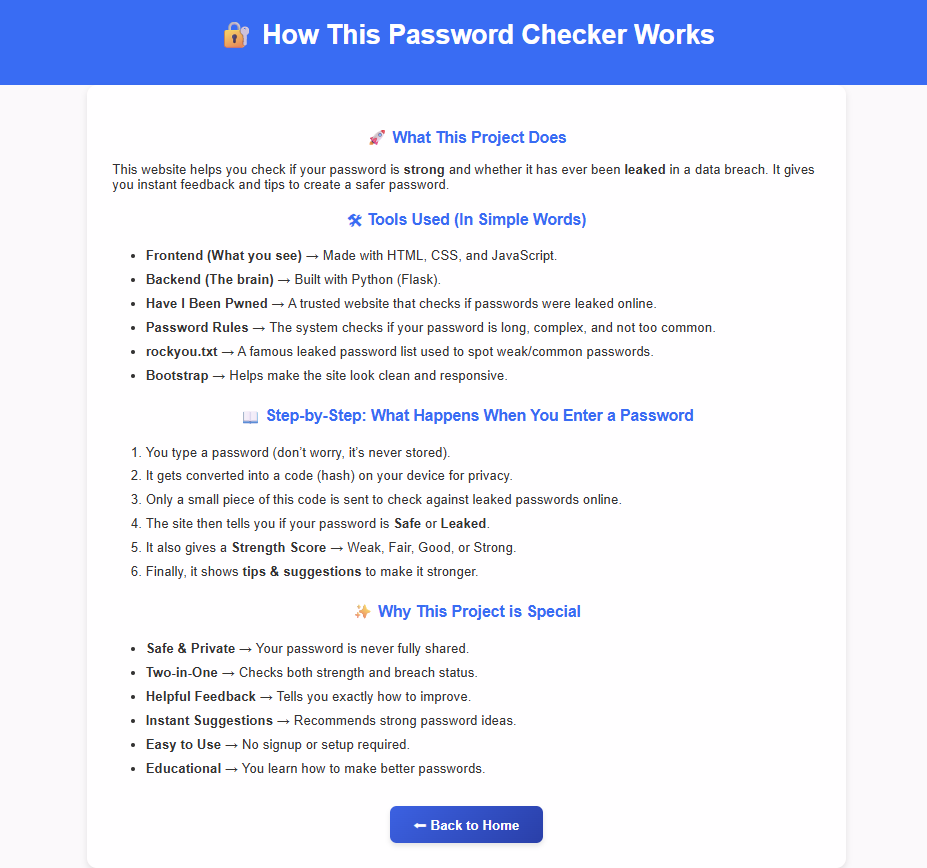 🔐 How This Password Checker Works
🚀 What This Project Does
This website helps you check if your password is strong and whether it has ever been leaked in a data breach. It gives
you instant feedback and tips to create a safer password.
🛠 Tools Used (In Simple Words)
• Frontend (What you see) → Made with HTML, CSS, and JavaScript.
• Backend (The brain) → Built with Python (Flask).
• Have I Been Pwned → A trusted website that checks if passwords were leaked online.
• Password Rules → The system checks if your password is long, complex, and not too common.
• rockyou.txt → A famous leaked password list used to spot weak/common passwords.
• Bootstrap → Helps make the site look clean and responsive.
📖 Step-by-Step: What Happens When You Enter a Password
1. You type a password (don’t worry, it’s never stored).
2. It gets converted into a code (hash) on your device for privacy.
3. Only a small piece of this code is sent to check against leaked passwords online.
4. The site then tells you if your password is Safe or Leaked.
5. It also gives a Strength Score → Weak, Fair, Good, or Strong.
6. Finally, it shows tips & suggestions to make it stronger.
✨ Why This Project is Special
• Safe & Private → Your password is never fully shared.
• Two-in-One → Checks both strength and breach status.
• Helpful Feedback → Tells you exactly how to improve.
• Instant Suggestions → Recommends strong password ideas.
• Easy to Use → No signup or setup required.
• Educational → You learn how to make better passwords.
⬅ Back to Home